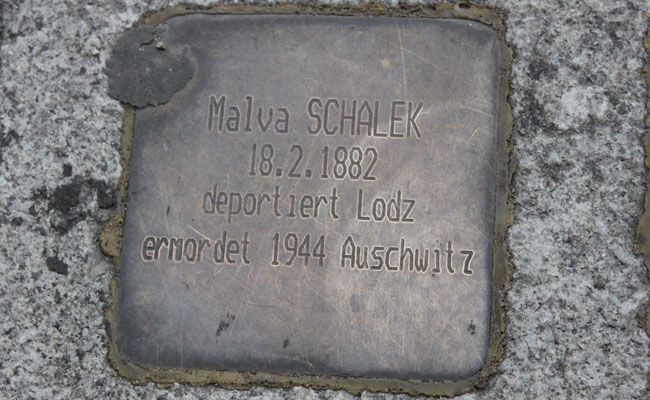 Malva SCHALEK
18.2.1882
deportiert Lodz
ermordet 1944 Auschwitz